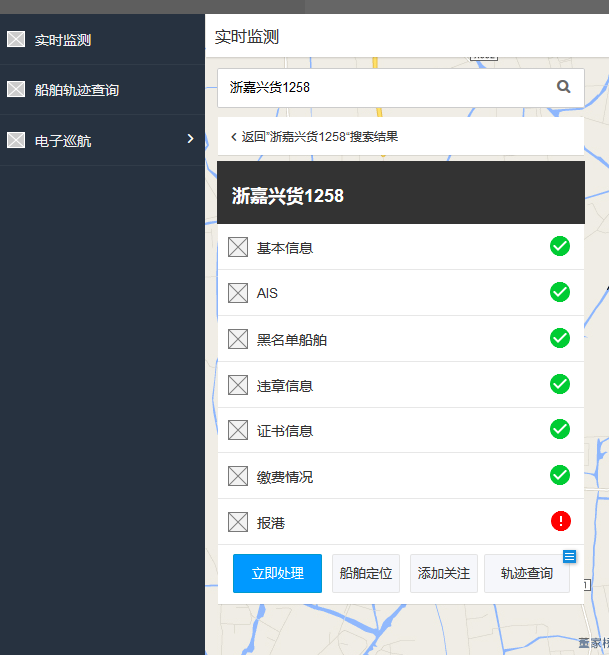 实时监测
船舶轨迹查询
电子巡航
实时监测
浙嘉兴货1258
返回"浙嘉兴货1258"搜索结果
浙嘉兴货1258
基本信息
AIS
黑名单船舶
违章信息
证书信息
缴费情况
报港
立即处理
船舶定位
添加关注
轨迹查询